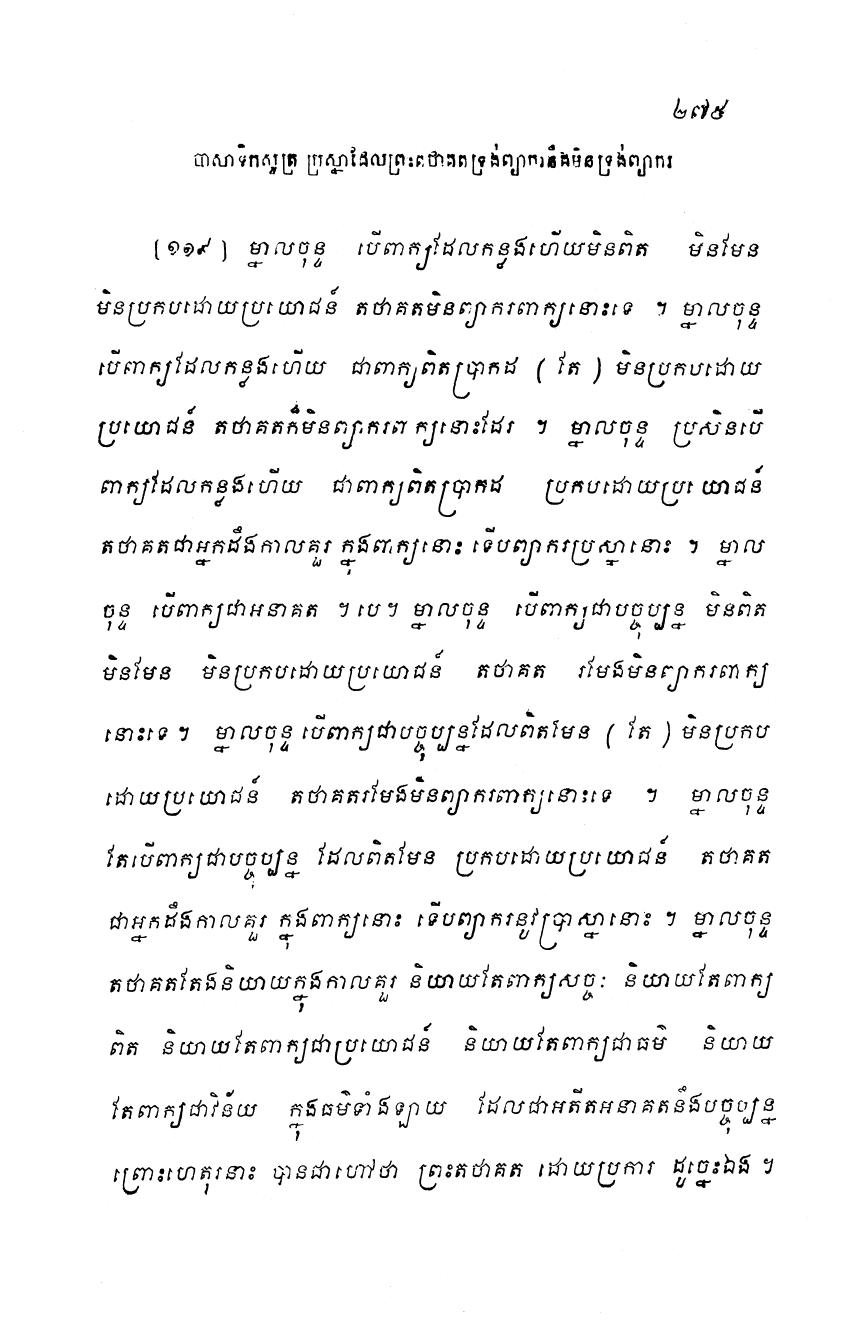 ២៧៥
បាសាទិកសូត្រ ប្រស្នាដែលព្រះតថាគតទ្រង់ព្យាករនឹងមិនទ្រង់ព្យាករ
[១១៩] ម្នាលចុន្ទ បើពាក្យដែលកន្លងហើយមិនពិត មិនមែន
មិនប្រកបដោយប្រយោជន៍ តថាគតមិនព្យាករពាក្យនោះទេ ។ ម្នាលចុន្ទ
បើពាក្យដែលកន្លងហើយ ជាពាក្យពិតប្រាកដ ( តែ ) មិនប្រកបដោយ
ប្រយោជន៍ តថាគតក៏មិនព្យាករពាក្យនោះដែរ ។ ម្នាលចុន្ទ ប្រសិនបើ
ពាក្យដែលកន្លងហើយ ជាពាក្យពិតប្រាកដ ប្រកបដោយប្រយោជន៍
តថាគតជាអ្នកដឹងកាលគួរ ក្នុងពាក្យនោះ ទើបព្យាករប្រស្នានោះ ។ ម្នាល
ចុន្ទ បើពាក្យជាអនាគត ។ បេ ។ ម្នាលចុន្ទ បើពាក្យជាបច្ចុប្បន្ន មិនពិត
មិនមែន មិនប្រកបដោយប្រយោជន៍ តថាគត រមែងមិនព្យាករពាក្យ
នោះទេ ។ ម្នាលចុន្ទ បើពាក្យជាបច្ចុប្បន្នដែលពិតមែន ( តែ ) មិនប្រកប
ដោយប្រយោជន៍ តថាគតរមែងមិនព្យាករពាក្យនោះទេ ។ ម្នាលចុន្ទ
តែបើពាក្យជាបច្ចុប្បន្ន ដែលពិតមែន ប្រកបដោយប្រយោជន៍ តថាគត
ជាអ្នកដឹងកាលគួរ ក្នុងពាក្យនោះ ទើបព្យាករនូវប្រាស្នានោះ ។ ម្នាលចុន្ទ
តថាគតតែងនិយាយក្នុងកាលគួរ និយាយតែពាក្យសច្ចៈ និយាយតែពាក្យ
ពិត និយាយតែពាក្យជាប្រយោជន៍ និយាយតែពាក្យជាធម៌ និយាយ
តែពាក្យជាវិន័យ ក្នុងធម៌ទាំងឡាយ ដែលជាអតីតអនាគតនឹងបច្ចុប្បន្ន
ព្រោះហេតុនោះ បានជាហៅថា ព្រះតថាគត ដោយប្រការ ដូច្នេះឯង ។